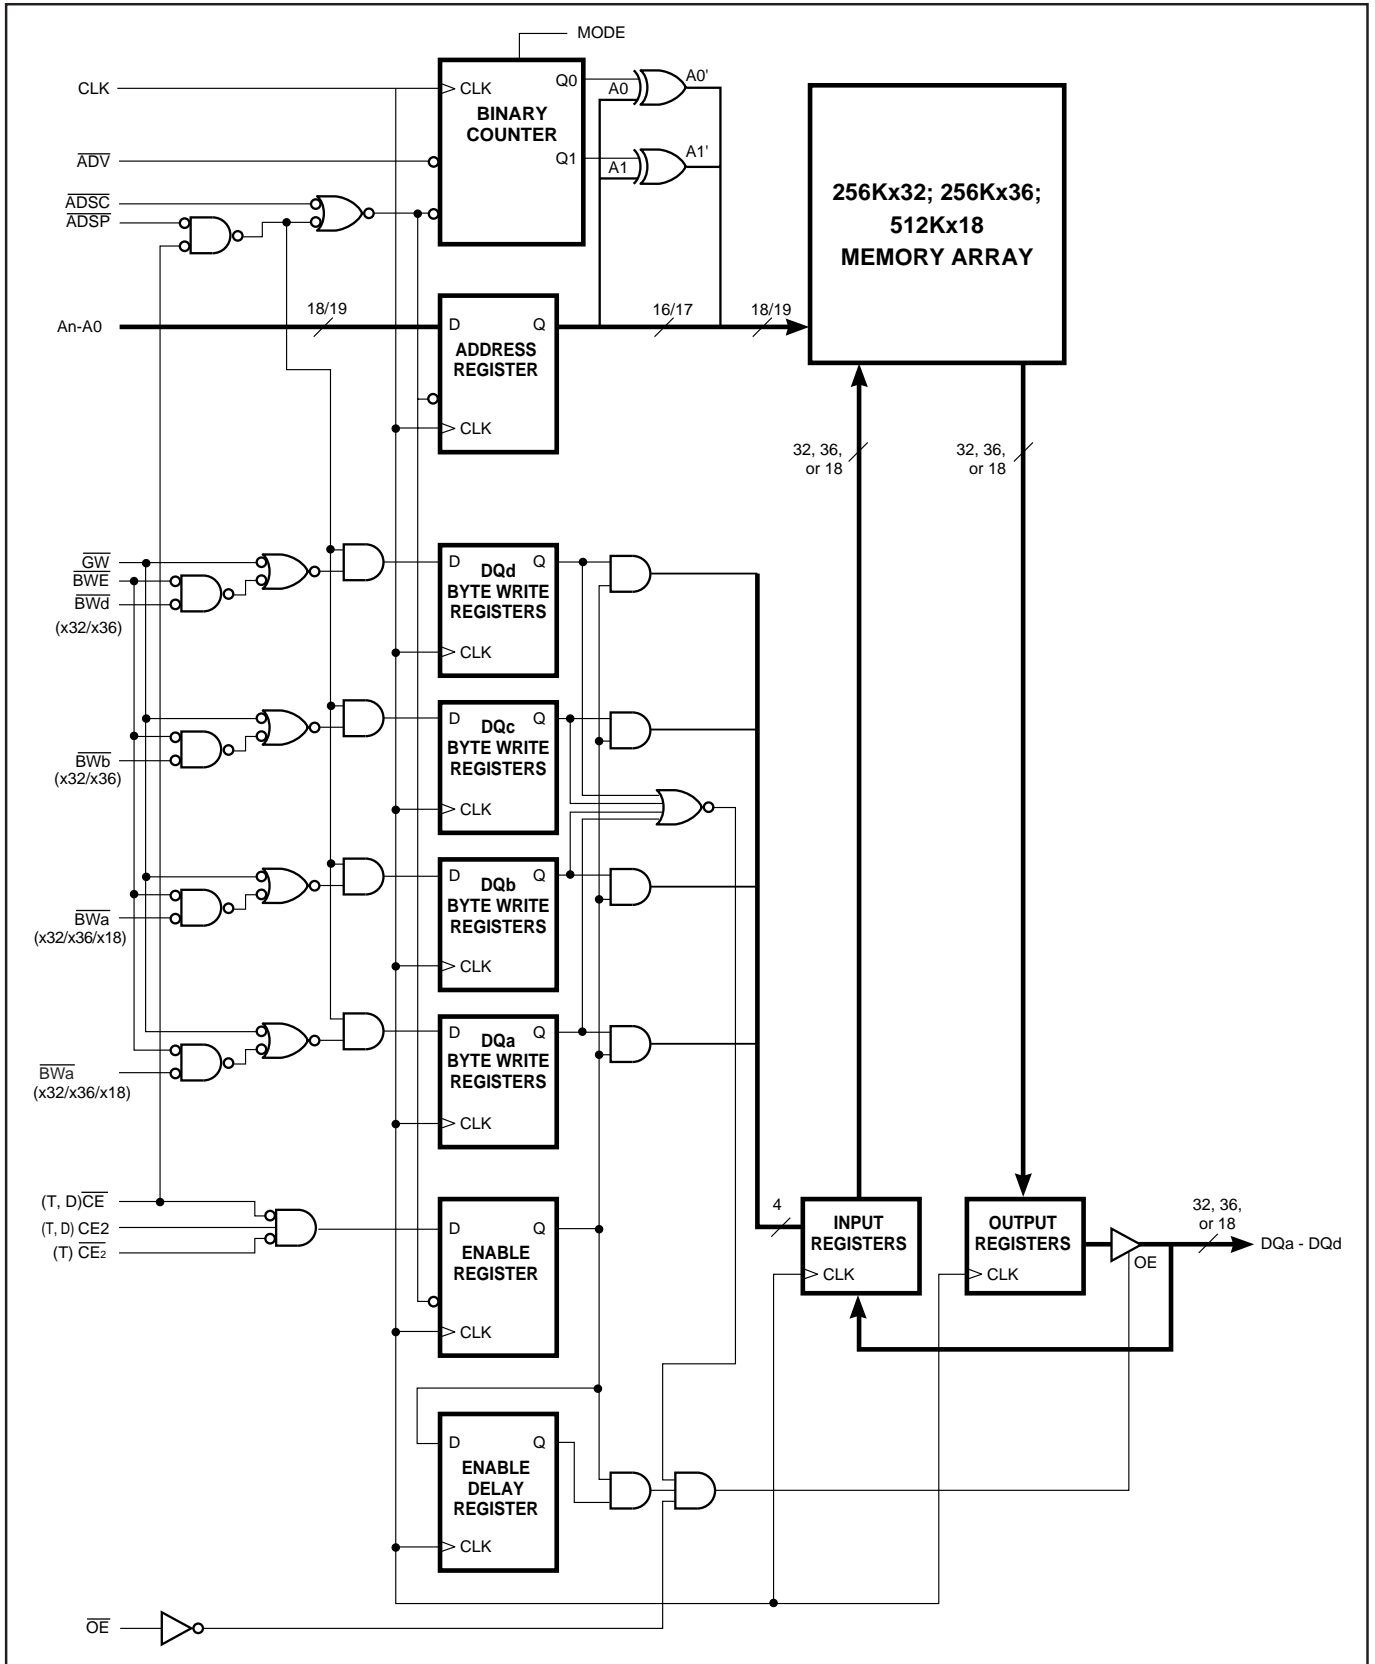 MODE
CLK
CLK
Q0
A0
A0'
BINARY
COUNTER
ADV
Q1
A1
A1'
ADSC
ADSP
256Kx32; 256Kx36;
512Kx18
MEMORY ARRAY
An-A0
18/19
D
Q
16/17
18/19
ADDRESS
REGISTER
CLK
32, 36,
or 18
32, 36,
or 18
GW
BWE
BWd
(x32/x36)
D
Q
DQd
BYTE WRITE
REGISTERS
CLK
BWb
(x32/x36)
D
Q
DQc
BYTE WRITE
REGISTERS
CLK
BWa
(x32/x36/x18)
D
Q
DQb
BYTE WRITE
REGISTERS
CLK
BWa
(x32/x36/x18)
D
Q
DQa
BYTE WRITE
REGISTERS
CLK
(T, D)CE
(T, D) CE2
(T) CE2
D
Q
ENABLE
REGISTER
CLK
4
INPUT
REGISTERS
CLK
OUTPUT
REGISTERS
CLK
OE
32, 36,
or 18
DQa - DQd
D
Q
ENABLE
DELAY
REGISTER
CLK
OE